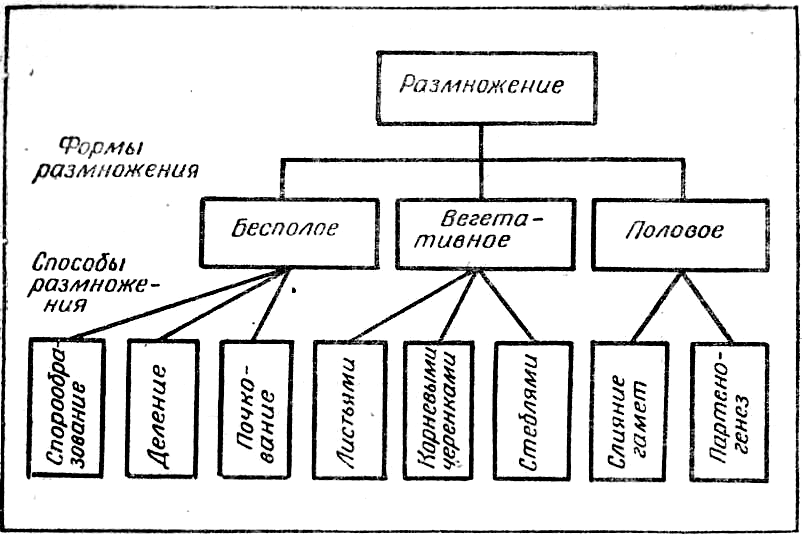 Размножение
Формы
размножения
Бесполое
Вегета-
тивное
Половое
Способы
размноже-
ния
Спорообра-
зование
Деление
Почко-
вание
Листьями
Корневыми
черенками
Стеблями
Слияние
гамет
Партено-
генез